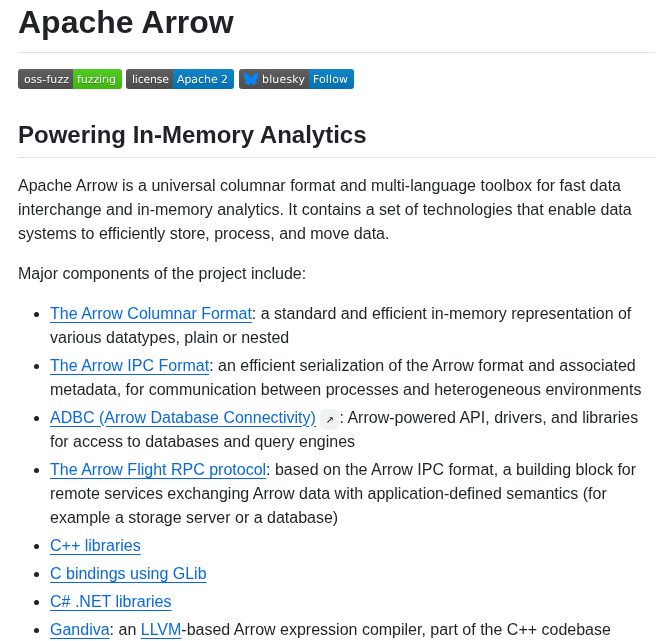 Apache Arrow
oss-fuzz fuzzing license Apache 2 bluesky Follow
Powering In-Memory Analytics
Apache Arrow is a universal columnar format and multi-language toolbox for fast data
interchange and in-memory analytics. It contains a set of technologies that enable data
systems to efficiently store, process, and move data.
Major components of the project include:
• The Arrow Columnar Format: a standard and efficient in-memory representation of
various datatypes, plain or nested
• The Arrow IPC Format: an efficient serialization of the Arrow format and associated
metadata, for communication between processes and heterogeneous environments
• ADBC (Arrow Database Connectivity) ↗: Arrow-powered API, drivers, and libraries
for access to databases and query engines
• The Arrow Flight RPC protocol: based on the Arrow IPC format, a building block for
remote services exchanging Arrow data with application-defined semantics (for
example a storage server or a database)
• C++ libraries
• C bindings using GLib
• C# .NET libraries
• Gandiva: an LLVM-based Arrow expression compiler, part of the C++ codebase